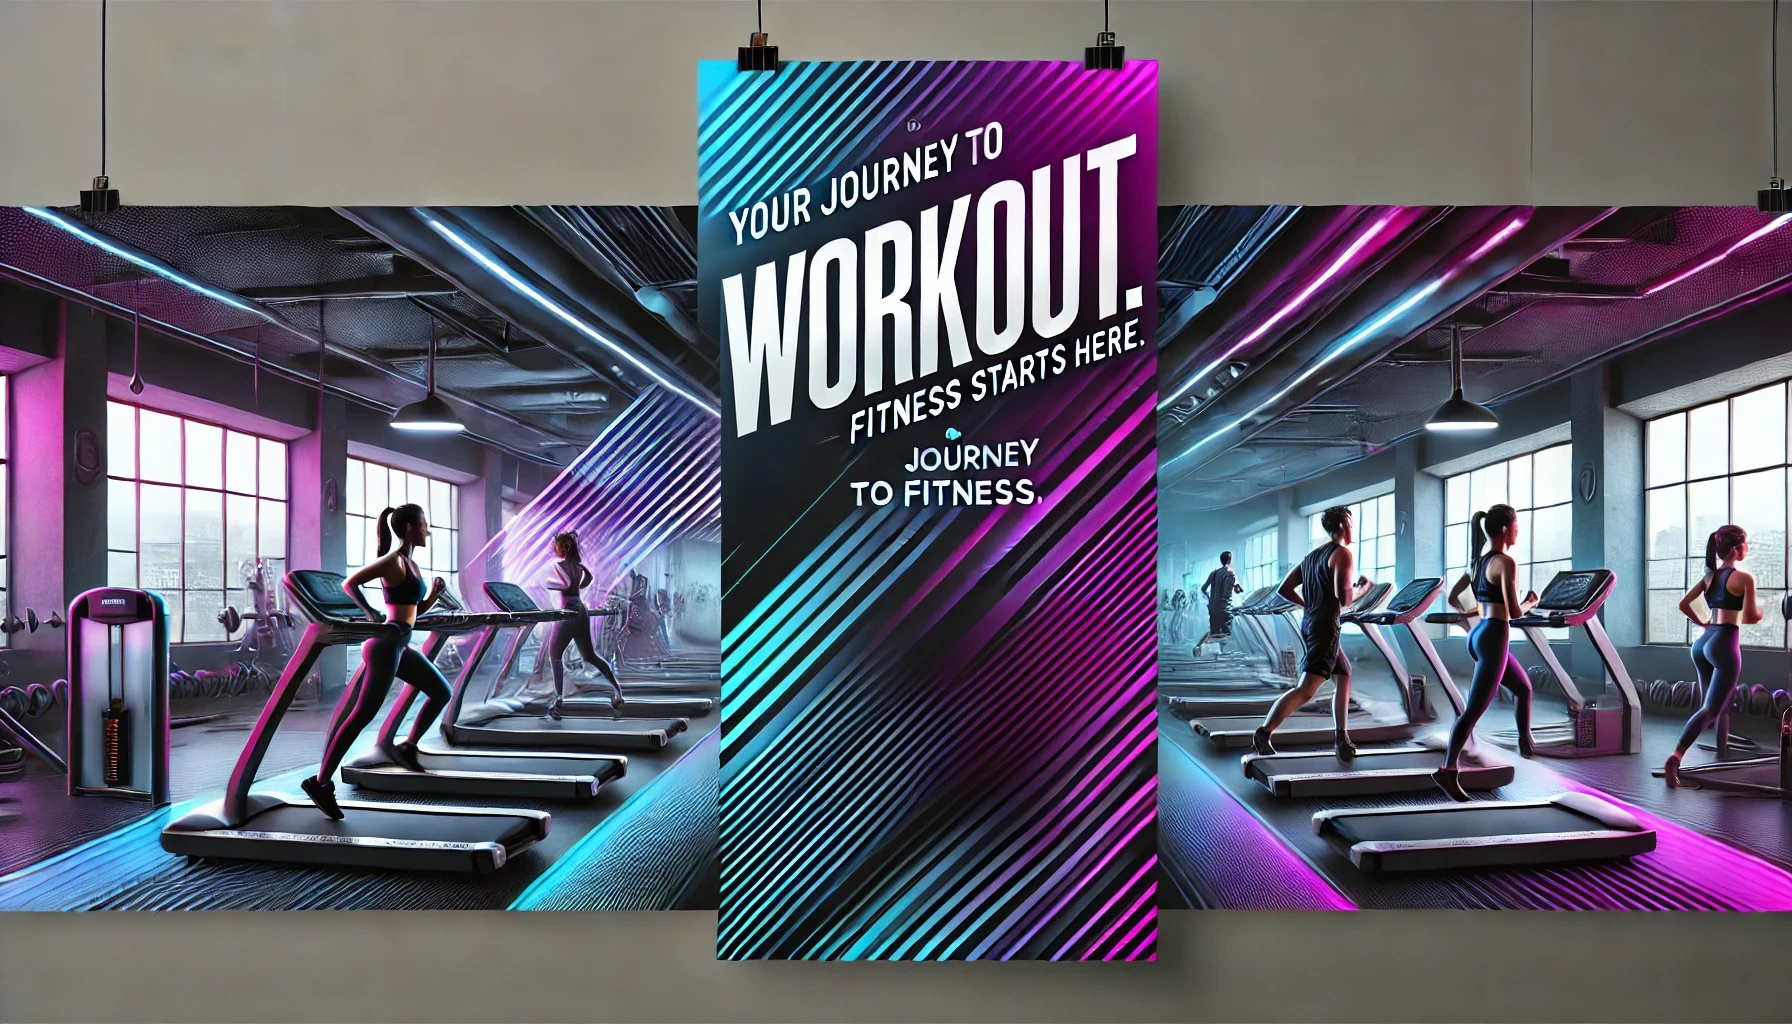 YOUR JOURNEY TO
WORKOUT.
FITNESS STARTS HERE.
JOURNEY
TO FITNESS.